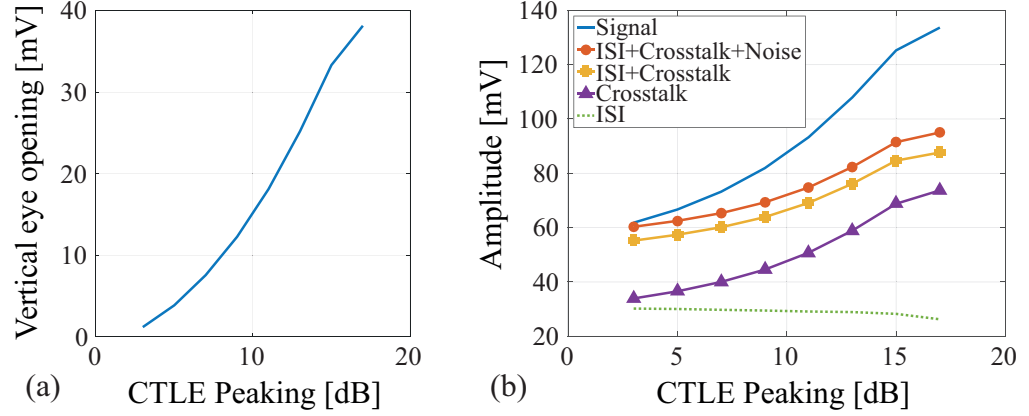 Vertical eye opening [mV]
40
30
20
10
0
0
10
20
CTLE Peaking [dB]
(a)
Amplitude [mV]
140
120
100
80
60
40
20
0
5
10
15
20
Signal
ISI+Crosstalk+Noise
ISI+Crosstalk
Crosstalk
ISI
CTLE Peaking [dB]
(b)